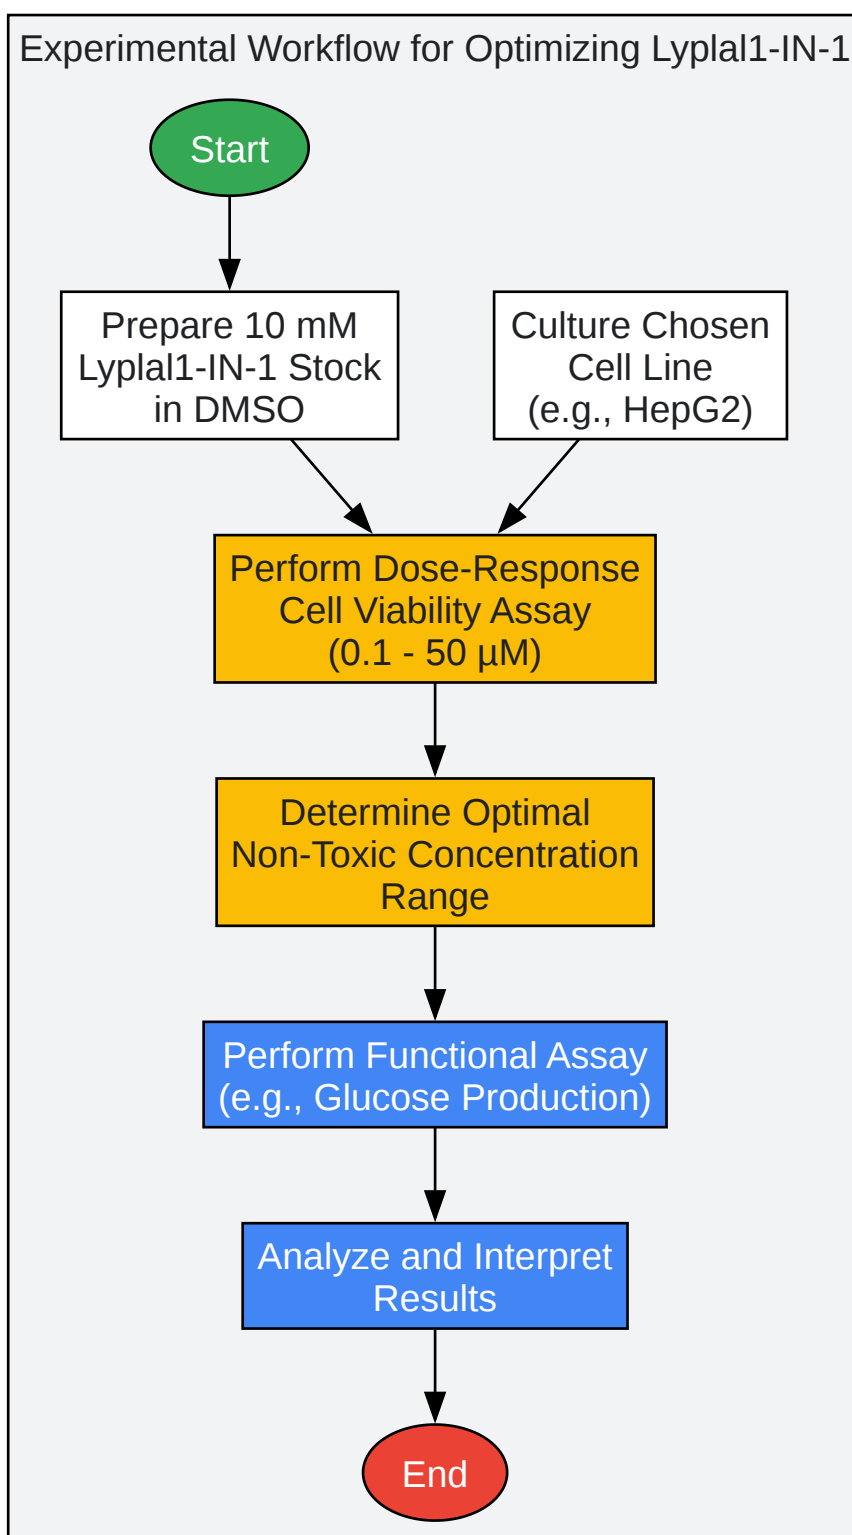 Experimental Workflow for Optimizing Lyplal1-IN-1
Start
Prepare 10 mM
Lyplal1-IN-1 Stock
in DMSO
Culture Chosen
Cell Line
(e.g., HepG2)
Perform Dose-Response
Cell Viability Assay
(0.1 - 50 µM)
Determine Optimal
Non-Toxic Concentration
Range
Perform Functional Assay
(e.g., Glucose Production)
Analyze and Interpret
Results
End